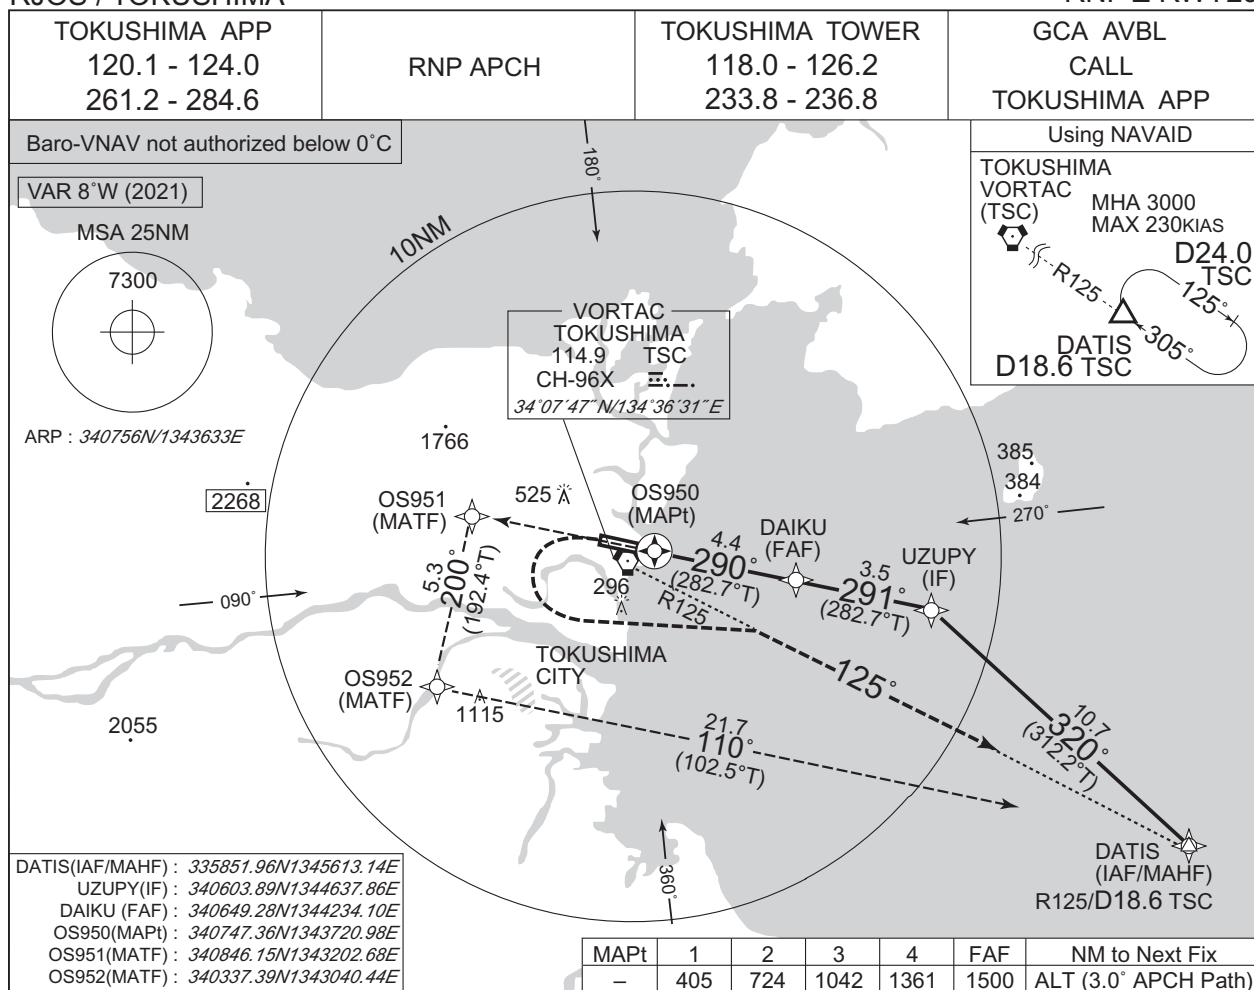 RJOS / TOKUSHIMA
TOKUSHIMA APP
120.1 - 124.0
261.2 - 284.6
RNP APCH
TOKUSHIMA TOWER
118.0 - 126.2
233.8 - 236.8
GCA AVBL
CALL
TOKUSHIMA APP
Baro-VNAV not authorized below 0°C
VAR 8°W (2021)
MSA 25NM
7300
ARP : 340756N/1343633E
180°
10NM
Using NAVAID
TOKUSHIMA
VORTAC
(TSC)
MHA 3000
MAX 230KIAS
D24.0
TSC
R125
125°
305°
DATIS
D18.6 TSC
VORTAC
TOKUSHIMA
114.9 TSC
CH-96X
34°07´47˝N/134°36´31˝E
1766
2268
525
385
384
270°
OS951
(MATF)
OS950
(MAPt)
DAIKU
(FAF)
UZUPY
(IF)
4.4
290°
(282.7°T)
3.5
291°
(282.7°T)
5.3
200°
(192.4°T)
090°
296
R125
TOKUSHIMA
CITY
125°
OS952
(MATF)
1115
2055
21.7
110°
(102.5°T)
10.7
320°
(312.2°T)
360°
DATIS
(IAF/MAHF)
R125/D18.6 TSC
DATIS(IAF/MAHF) : 335851.96N1345613.14E
UZUPY(IF) : 340603.89N1344637.86E
DAIKU (FAF) : 340649.28N1344234.10E
OS950(MAPt) : 340747.36N1343720.98E
OS951(MATF) : 340846.15N1343202.68E
OS952(MATF) : 340337.39N1343040.44E
MAPt 1 2 3 4 FAF NM to Next Fix
– 405 724 1042 1361 1500 ALT (3.0° APCH Path)